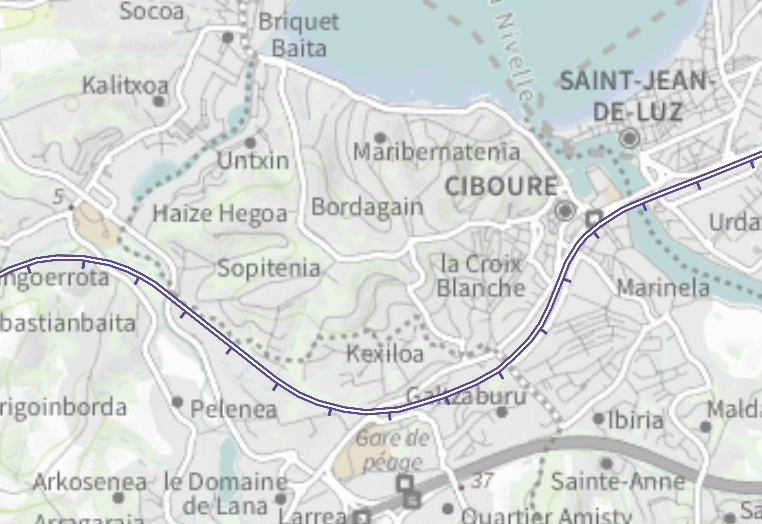 Socoa
Briquet
Baita
la Nivelle
Kalitxoa
SAINT-JEAN-
DE-LUZ
Untxin
Maribernatenia
CIBOURE
5
Haize Hegoa
Bordagain
Urda
Sopitenia
la Croix
Blanche
ngoerrota
Marinela
bastianbaita
Kexiloa
rigoinborda
Pelenea
Galtzaburu
Ibiria
Malda
Gare de
péage
Arkosenea
le Domaine
de Lana
37
Sainte-Anne
Larrea
Quartier Amisty
Sa
Arragaraia